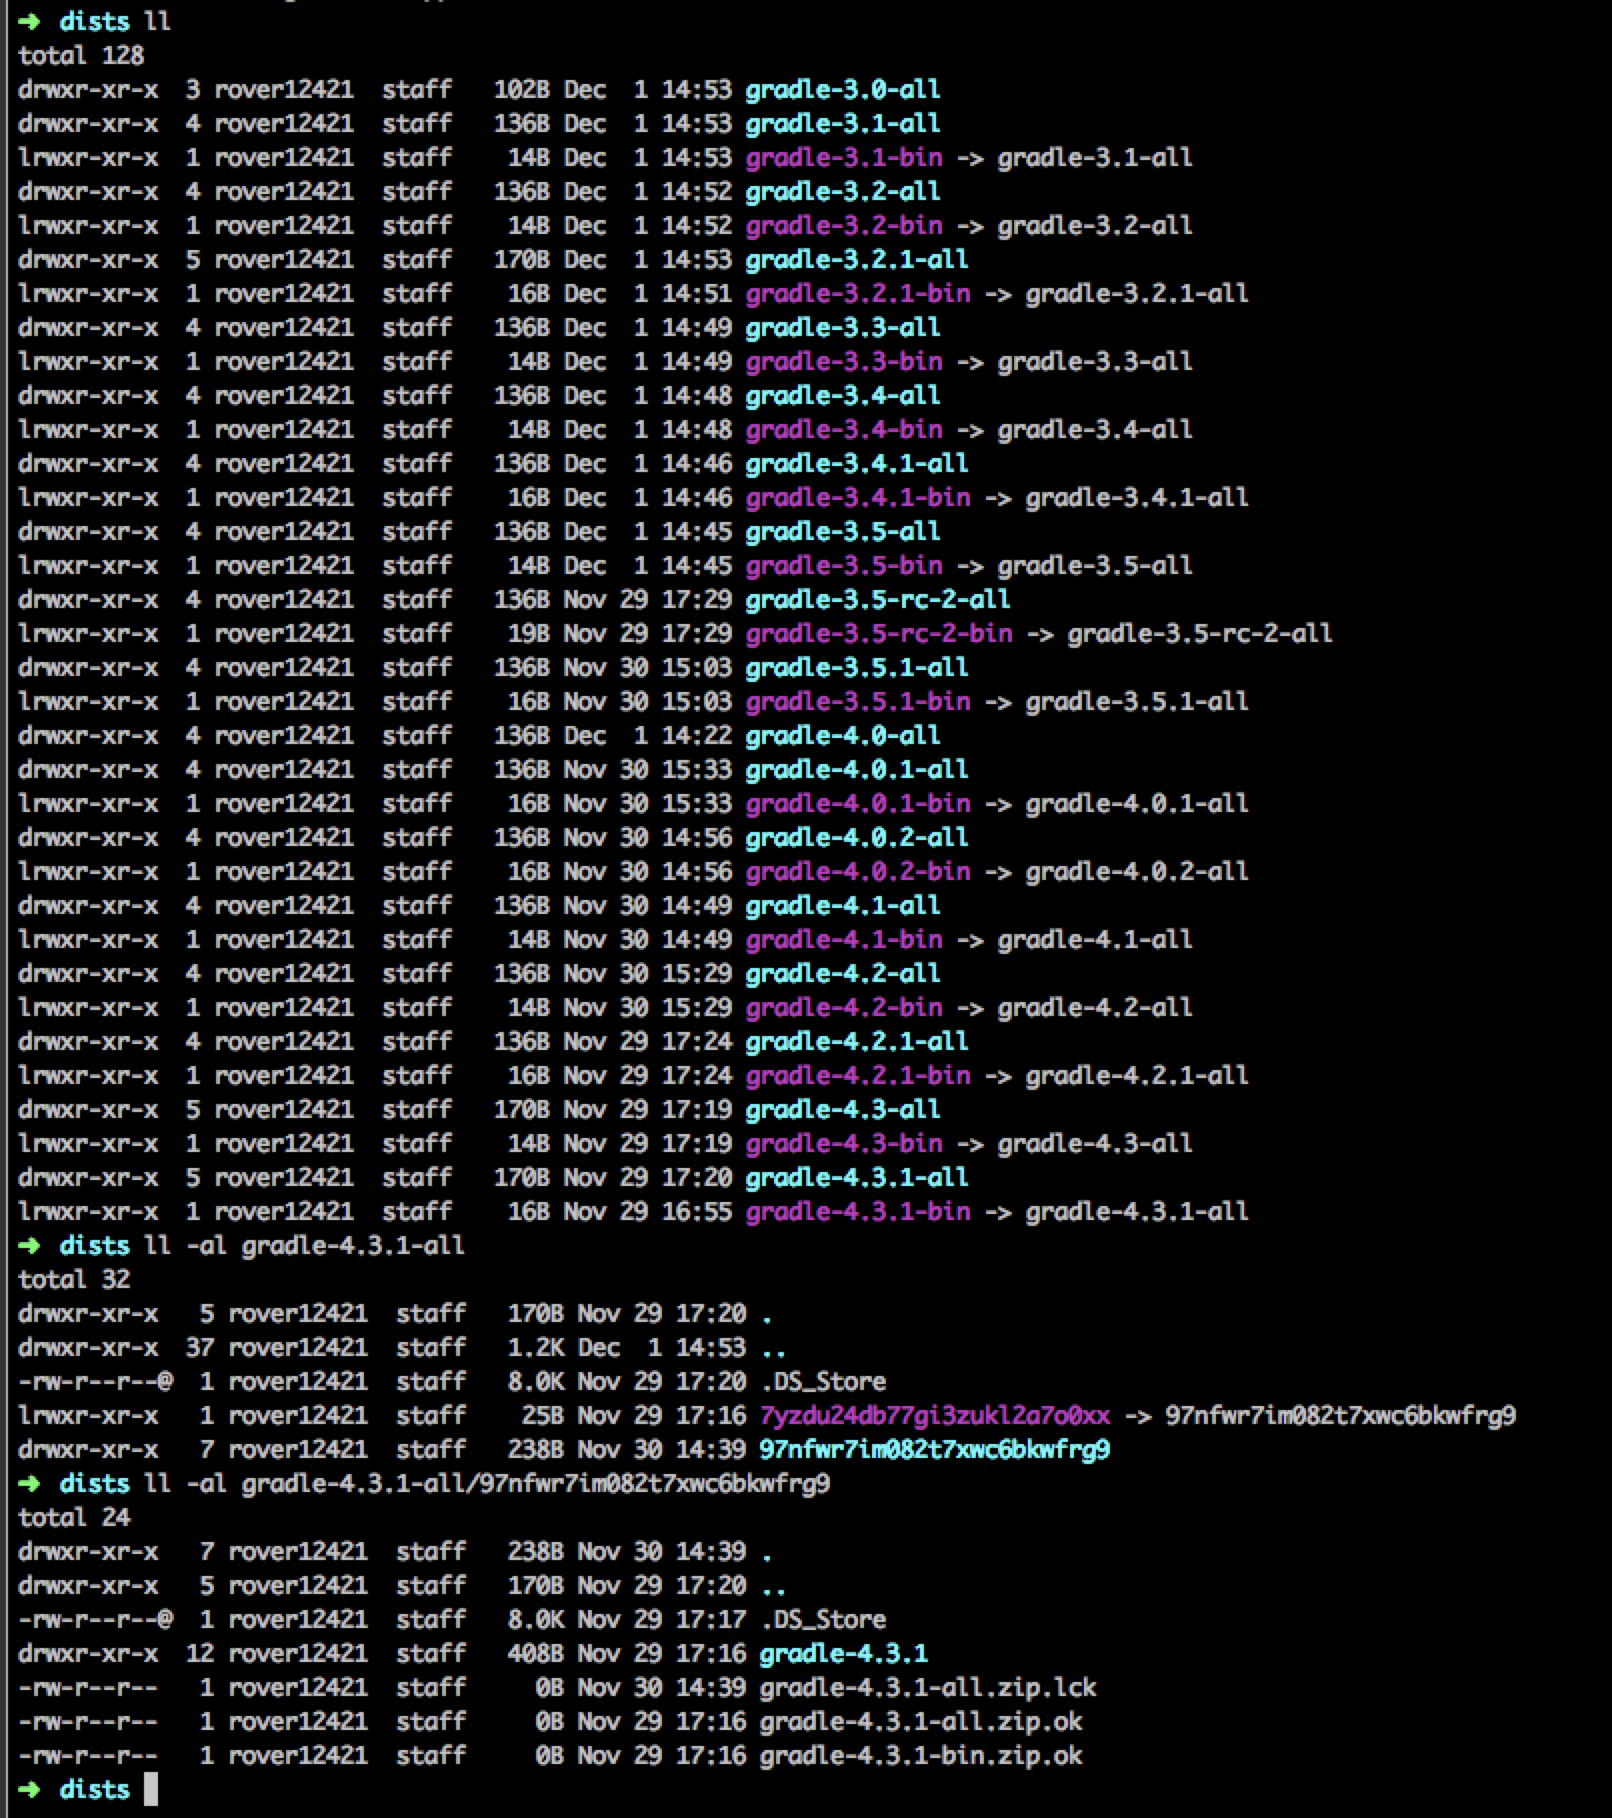 ➜ dists ll
total 128
drwxr-xr-x 3 rover12421 staff 102B Dec 1 14:53 gradle-3.0-all
drwxr-xr-x 4 rover12421 staff 136B Dec 1 14:53 gradle-3.1-all
lrwxr-xr-x 1 rover12421 staff 14B Dec 1 14:53 gradle-3.1-bin -> gradle-3.1-all
drwxr-xr-x 4 rover12421 staff 136B Dec 1 14:52 gradle-3.2-all
lrwxr-xr-x 1 rover12421 staff 14B Dec 1 14:52 gradle-3.2-bin -> gradle-3.2-all
drwxr-xr-x 5 rover12421 staff 170B Dec 1 14:53 gradle-3.2.1-all
lrwxr-xr-x 1 rover12421 staff 16B Dec 1 14:51 gradle-3.2.1-bin -> gradle-3.2.1-all
drwxr-xr-x 4 rover12421 staff 136B Dec 1 14:49 gradle-3.3-all
lrwxr-xr-x 1 rover12421 staff 14B Dec 1 14:49 gradle-3.3-bin -> gradle-3.3-all
drwxr-xr-x 4 rover12421 staff 136B Dec 1 14:48 gradle-3.4-all
lrwxr-xr-x 1 rover12421 staff 14B Dec 1 14:48 gradle-3.4-bin -> gradle-3.4-all
drwxr-xr-x 4 rover12421 staff 136B Dec 1 14:46 gradle-3.4.1-all
lrwxr-xr-x 1 rover12421 staff 16B Dec 1 14:46 gradle-3.4.1-bin -> gradle-3.4.1-all
drwxr-xr-x 4 rover12421 staff 136B Dec 1 14:45 gradle-3.5-all
lrwxr-xr-x 1 rover12421 staff 14B Dec 1 14:45 gradle-3.5-bin -> gradle-3.5-all
drwxr-xr-x 4 rover12421 staff 136B Nov 29 17:29 gradle-3.5-rc-2-all
lrwxr-xr-x 1 rover12421 staff 19B Nov 29 17:29 gradle-3.5-rc-2-bin -> gradle-3.5-rc-2-all
drwxr-xr-x 4 rover12421 staff 136B Nov 30 15:03 gradle-3.5.1-all
lrwxr-xr-x 1 rover12421 staff 16B Nov 30 15:03 gradle-3.5.1-bin -> gradle-3.5.1-all
drwxr-xr-x 4 rover12421 staff 136B Dec 1 14:22 gradle-4.0-all
drwxr-xr-x 4 rover12421 staff 136B Nov 30 15:33 gradle-4.0.1-all
lrwxr-xr-x 1 rover12421 staff 16B Nov 30 15:33 gradle-4.0.1-bin -> gradle-4.0.1-all
drwxr-xr-x 4 rover12421 staff 136B Nov 30 14:56 gradle-4.0.2-all
lrwxr-xr-x 1 rover12421 staff 16B Nov 30 14:56 gradle-4.0.2-bin -> gradle-4.0.2-all
drwxr-xr-x 4 rover12421 staff 136B Nov 30 14:49 gradle-4.1-all
lrwxr-xr-x 1 rover12421 staff 14B Nov 30 14:49 gradle-4.1-bin -> gradle-4.1-all
drwxr-xr-x 4 rover12421 staff 136B Nov 30 15:29 gradle-4.2-all
lrwxr-xr-x 1 rover12421 staff 14B Nov 30 15:29 gradle-4.2-bin -> gradle-4.2-all
drwxr-xr-x 4 rover12421 staff 136B Nov 29 17:24 gradle-4.2.1-all
lrwxr-xr-x 1 rover12421 staff 16B Nov 29 17:24 gradle-4.2.1-bin -> gradle-4.2.1-all
drwxr-xr-x 5 rover12421 staff 170B Nov 29 17:19 gradle-4.3-all
lrwxr-xr-x 1 rover12421 staff 14B Nov 29 17:19 gradle-4.3-bin -> gradle-4.3-all
drwxr-xr-x 5 rover12421 staff 170B Nov 29 17:20 gradle-4.3.1-all
lrwxr-xr-x 1 rover12421 staff 16B Nov 29 16:55 gradle-4.3.1-bin -> gradle-4.3.1-all
➜ dists ll -al gradle-4.3.1-all
total 32
drwxr-xr-x 5 rover12421 staff 170B Nov 29 17:20 .
drwxr-xr-x 37 rover12421 staff 1.2K Dec 1 14:53 ..
-rw-r--r--@ 1 rover12421 staff 8.0K Nov 29 17:20 .DS_Store
lrwxr-xr-x 1 rover12421 staff 25B Nov 29 17:16 7yzdu24db77gi3zukl2a7o0xx -> 97nfwr7im082t7xwc6bkwfrg9
drwxr-xr-x 7 rover12421 staff 238B Nov 30 14:39 97nfwr7im082t7xwc6bkwfrg9
➜ dists ll -al gradle-4.3.1-all/97nfwr7im082t7xwc6bkwfrg9
total 24
drwxr-xr-x 7 rover12421 staff 238B Nov 30 14:39 .
drwxr-xr-x 5 rover12421 staff 170B Nov 29 17:20 ..
-rw-r--r--@ 1 rover12421 staff 8.0K Nov 29 17:17 .DS_Store
drwxr-xr-x 12 rover12421 staff 408B Nov 29 17:16 gradle-4.3.1
-rw-r--r-- 1 rover12421 staff 0B Nov 30 14:39 gradle-4.3.1-all.zip.lck
-rw-r--r-- 1 rover12421 staff 0B Nov 29 17:16 gradle-4.3.1-all.zip.ok
-rw-r--r-- 1 rover12421 staff 0B Nov 29 17:16 gradle-4.3.1-bin.zip.ok
➜ dists